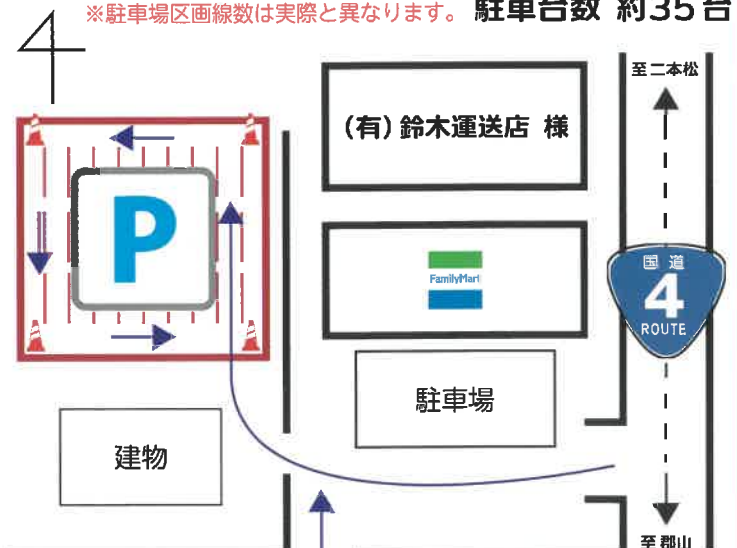 ※駐車場区画線数は実際と異なります。 駐車台数 約35台
至二本松
(有)鈴木運送店 様
P
FamilyMart
国道
4
ROUTE
駐車場
建物
至郡山